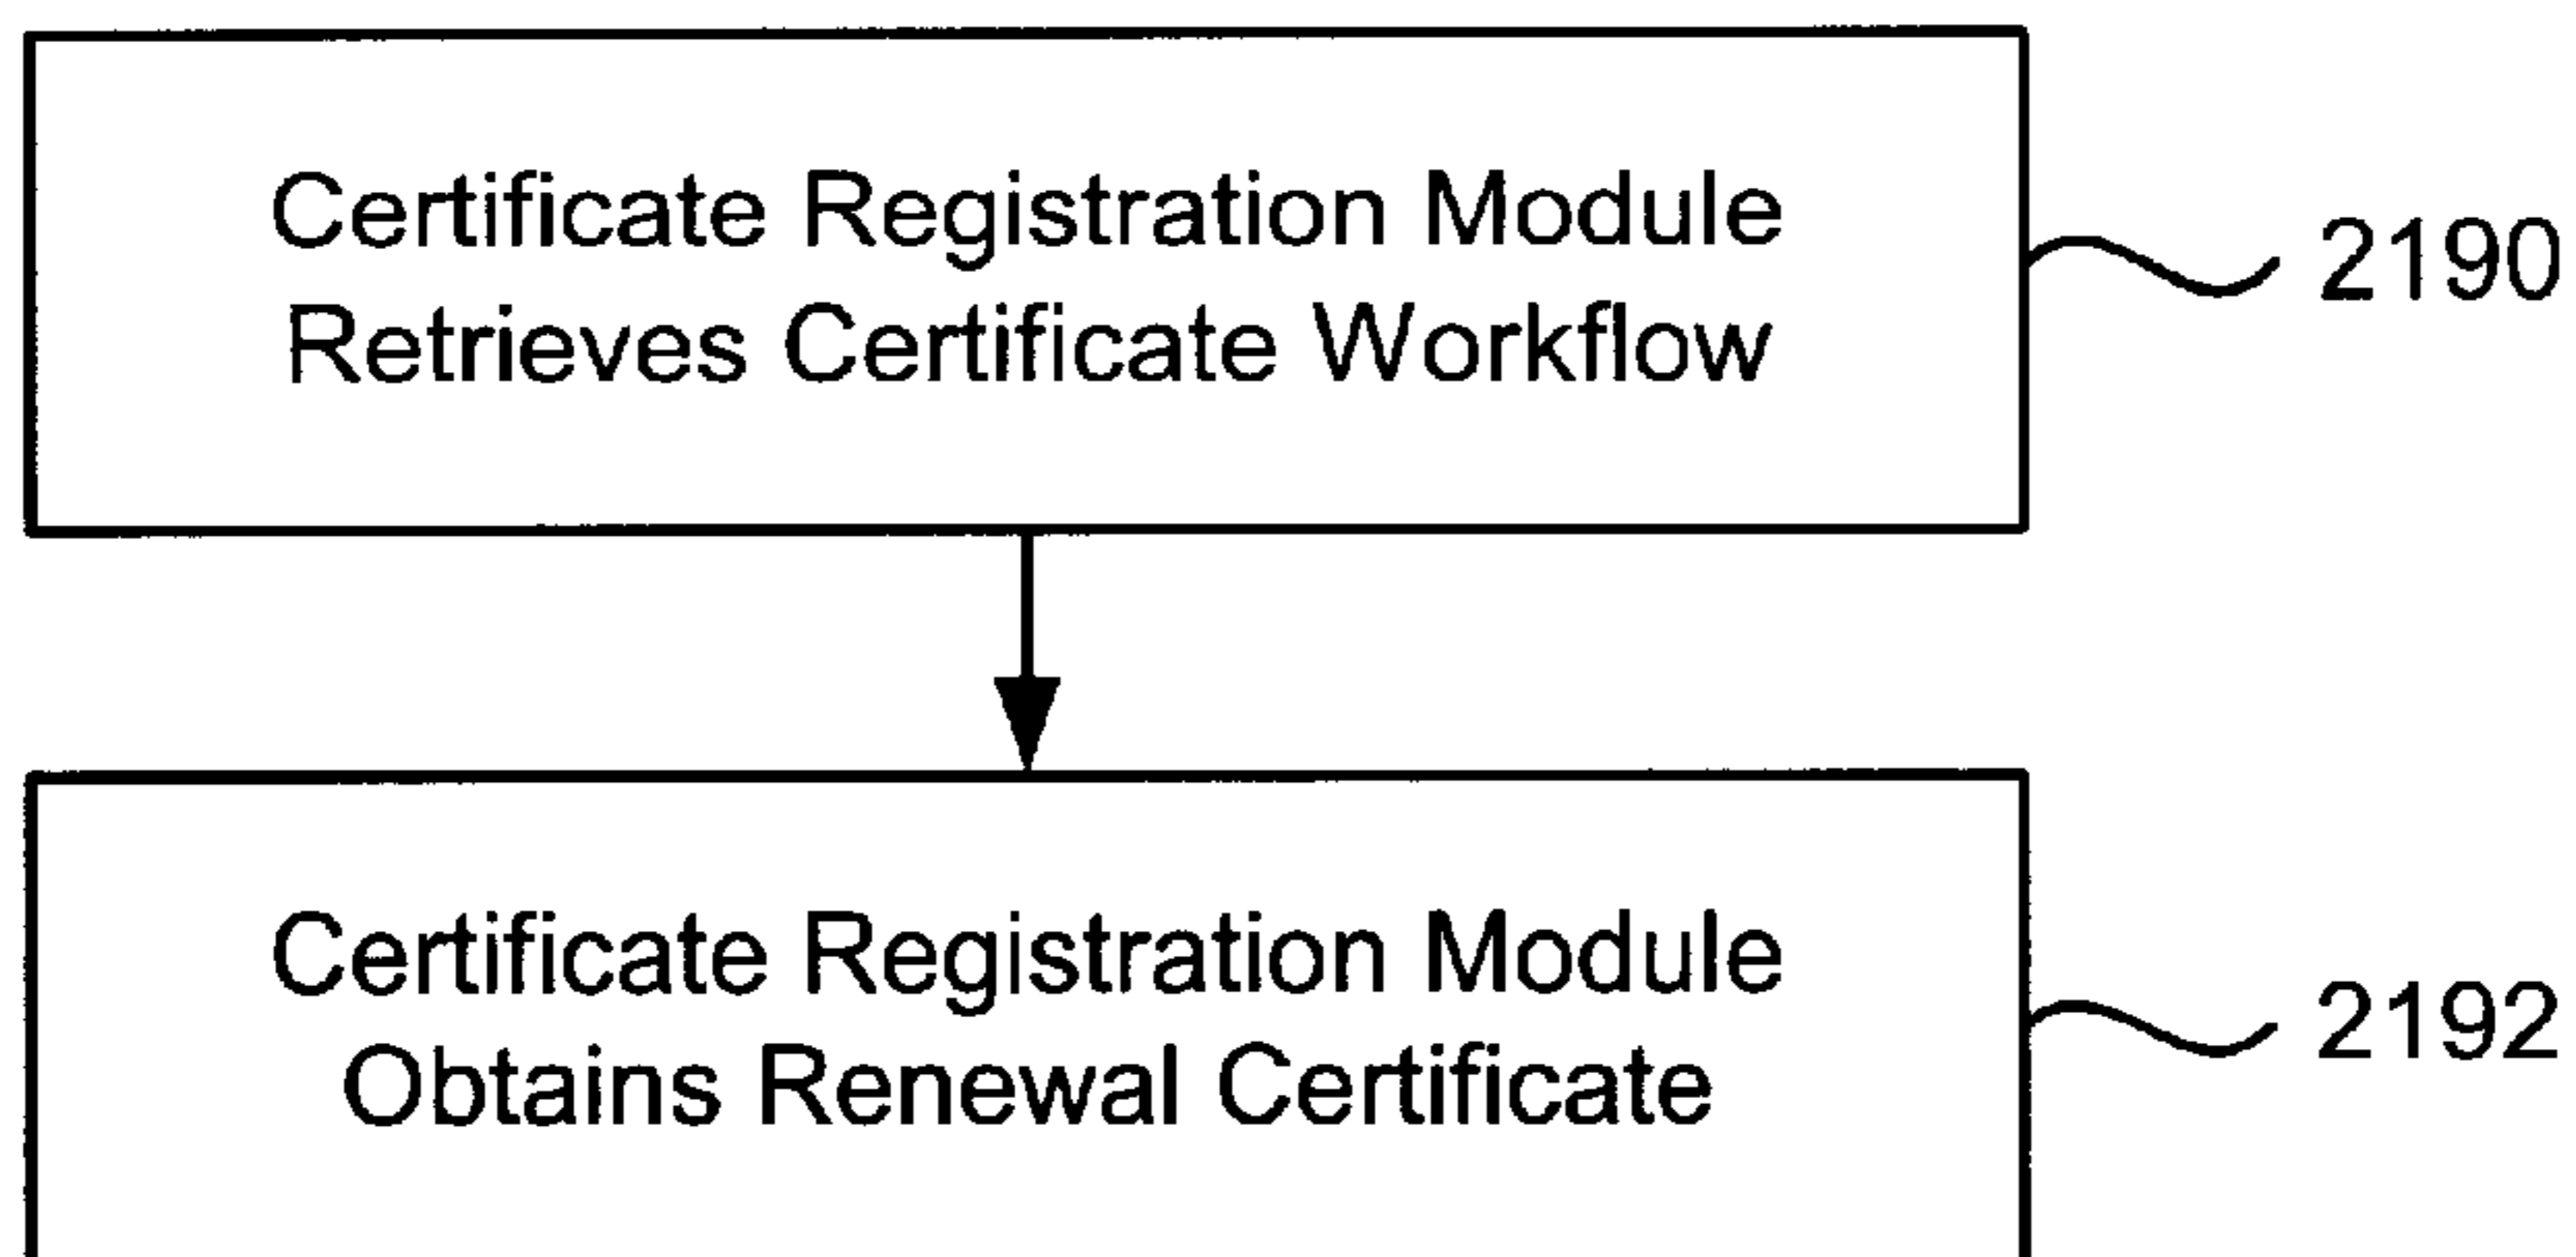 Certificate Registration Module
Retrieves Certificate Workflow
2190
Certificate Registration Module
Obtains Renewal Certificate
2192